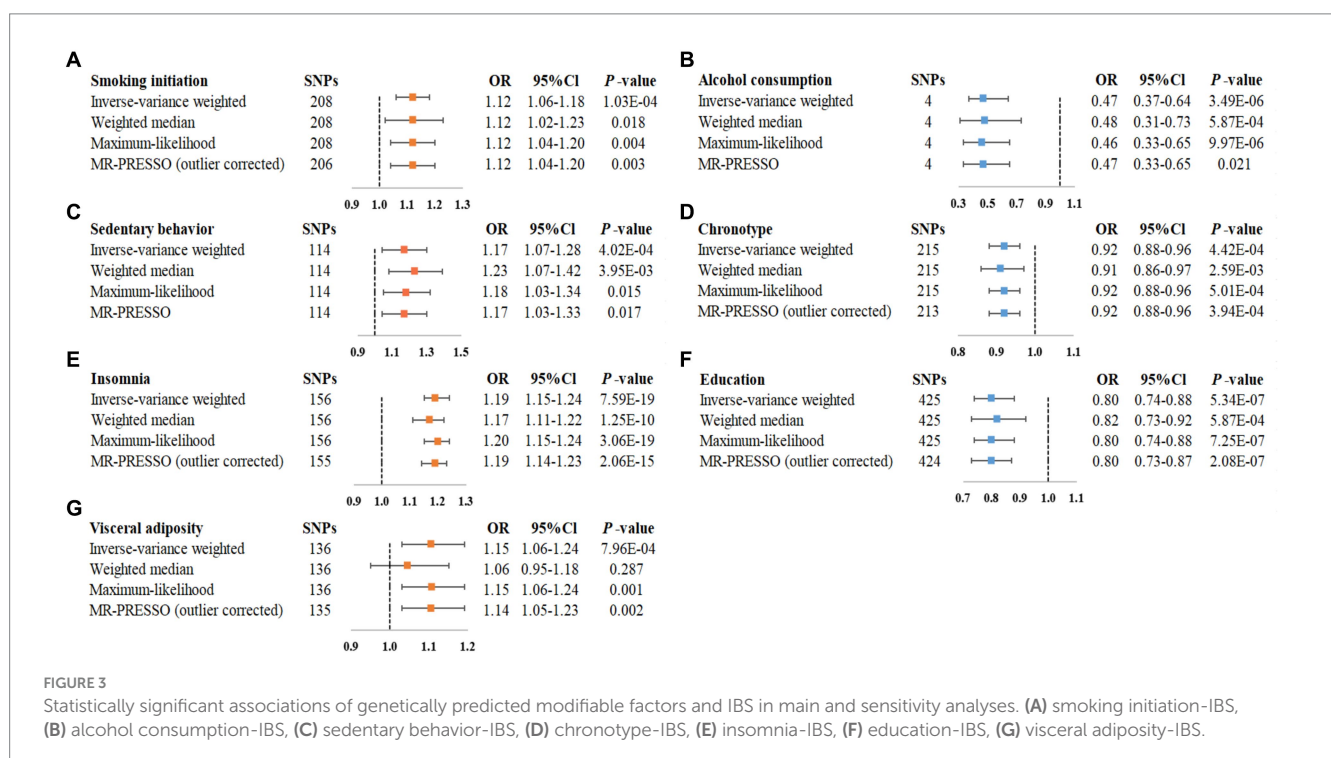 A
Smoking initiation SNPs OR 95%Cl P-value
Inverse-variance weighted 208 1.12 1.06-1.18 1.03E-04
Weighted median 208 1.12 1.02-1.23 0.018
Maximum-likelihood 208 1.12 1.04-1.20 0.004
MR-PRESSO (outlier corrected) 206 1.12 1.04-1.20 0.003
0.9 1.0 1.1 1.2 1.3
B
Alcohol consumption SNPs OR 95%Cl P-value
Inverse-variance weighted 4 0.47 0.37-0.64 3.49E-06
Weighted median 4 0.48 0.31-0.73 5.87E-04
Maximum-likelihood 4 0.46 0.33-0.65 9.97E-06
MR-PRESSO 4 0.47 0.33-0.65 0.021
0.3 0.5 0.7 0.9 1.1
C
Sedentary behavior SNPs OR 95%Cl P-value
Inverse-variance weighted 114 1.17 1.07-1.28 4.02E-04
Weighted median 114 1.23 1.07-1.42 3.95E-03
Maximum-likelihood 114 1.18 1.03-1.34 0.015
MR-PRESSO 114 1.17 1.03-1.33 0.017
0.9 1.1 1.3 1.5
D
Chronotype SNPs OR 95%Cl P-value
Inverse-variance weighted 215 0.92 0.88-0.96 4.42E-04
Weighted median 215 0.91 0.86-0.97 2.59E-03
Maximum-likelihood 215 0.92 0.88-0.96 5.01E-04
MR-PRESSO (outlier corrected) 213 0.92 0.88-0.96 3.94E-04
0.8 0.9 1.0 1.1
E
Insomnia SNPs OR 95%Cl P-value
Inverse-variance weighted 156 1.19 1.15-1.24 7.59E-19
Weighted median 156 1.17 1.11-1.22 1.25E-10
Maximum-likelihood 156 1.20 1.15-1.24 3.06E-19
MR-PRESSO (outlier corrected) 155 1.19 1.14-1.23 2.06E-15
0.9 1.0 1.1 1.2 1.3
F
Education SNPs OR 95%Cl P-value
Inverse-variance weighted 425 0.80 0.74-0.88 5.34E-07
Weighted median 425 0.82 0.73-0.92 5.87E-04
Maximum-likelihood 425 0.80 0.74-0.88 7.25E-07
MR-PRESSO (outlier corrected) 424 0.80 0.73-0.87 2.08E-07
0.7 0.8 0.9 1.0 1.1
G
Visceral adiposity SNPs OR 95%Cl P-value
Inverse-variance weighted 136 1.15 1.06-1.24 7.96E-04
Weighted median 136 1.06 0.95-1.18 0.287
Maximum-likelihood 136 1.15 1.06-1.24 0.001
MR-PRESSO (outlier corrected) 135 1.14 1.05-1.23 0.002
0.9 1.0 1.1 1.2
FIGURE 3
Statistically significant associations of genetically predicted modifiable factors and IBS in main and sensitivity analyses. (A) smoking initiation-IBS,
(B) alcohol consumption-IBS, (C) sedentary behavior-IBS, (D) chronotype-IBS, (E) insomnia-IBS, (F) education-IBS, (G) visceral adiposity-IBS.